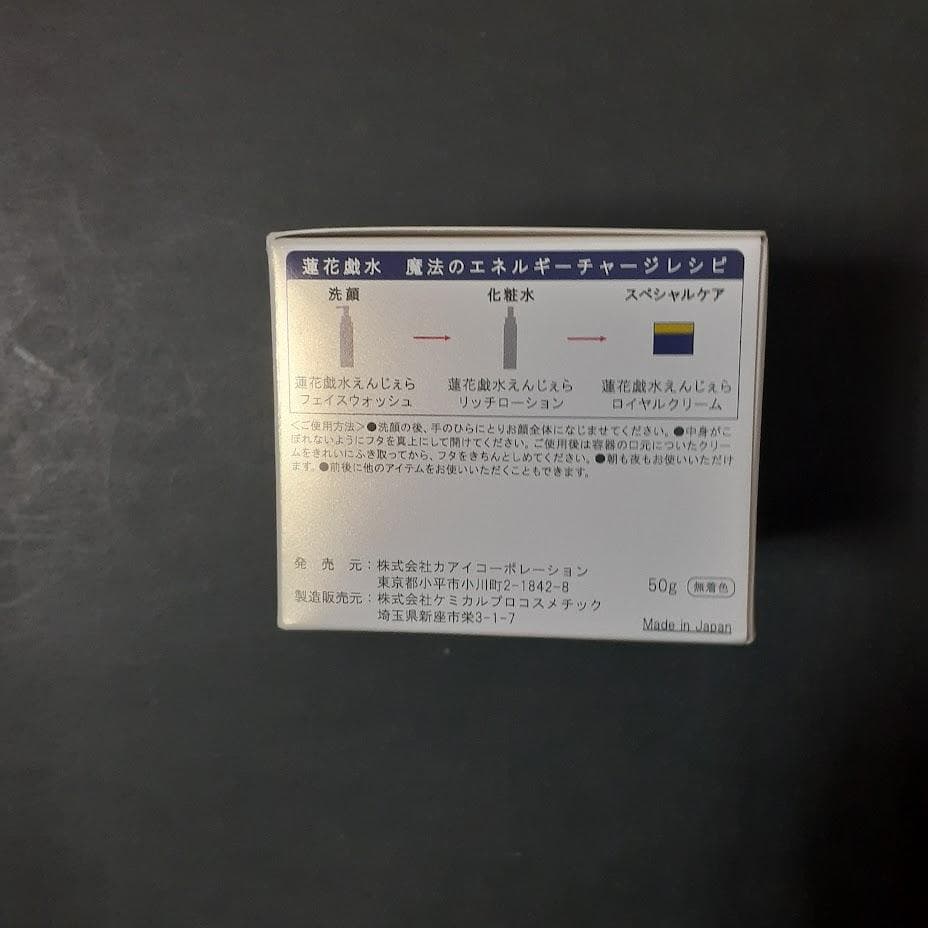 蓮花戯水 魔法のエネルギーチャージレシピ
洗顔 化粧水 スペシャルケア
蓮花戯水えんじぇら 蓮花戯水えんじぇら 蓮花戯水えんじぇら
フェイスウォッシュ リッチローション ロイヤルクリーム
<ご使用方法>●洗顔の後、手のひらにとりお顔全体になじませてください。●中身がこ
ぼれないようにフタを真上にして開けてください。ご使用後は容器の口元についたクリー
ムをきれいにふき取ってから、フタをきちんとしめてください。●朝も夜もお使いいただけ
ます。●前後に他のアイテムをお使いいただくこともできます。
発売元:株式会社カアイコーポレーション
東京都小平市小川町2-1842-8
製造販売元:株式会社ケミカルプロコスメチック
埼玉県新座市栄3-1-7
50g 無着色
Made in Japan